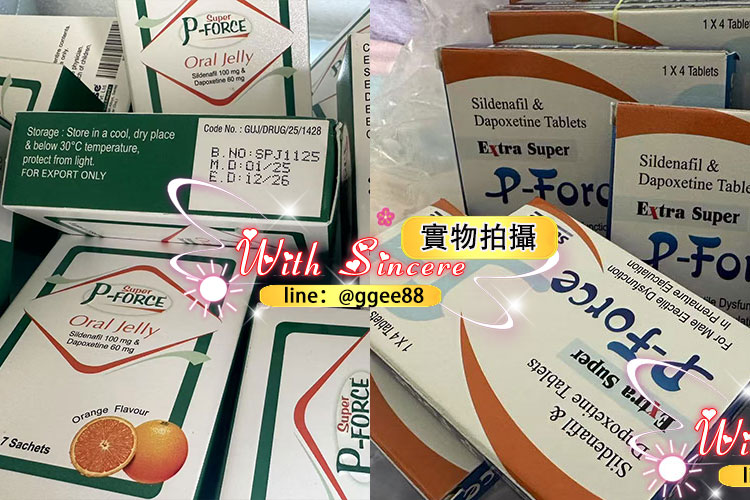 Super
P-FORCE
Oral Jelly
Sildenafil 100 mg &
Dapoxetine 60 mg
Storage : Store in a cool, dry place
& below 30°C temperature,
protect from light.
FOR EXPORT ONLY
Code No. : GUJ/DRUG/25/1428
B.NO:SPJ1125
M.D:01/25
E.D:12/26
Super
P-FORCE
Oral Jelly
Sildenafil 100 mg &
Dapoxetine 60 mg
Orange Flavour
7 Sachets
Super
P-FORCE
1 X 4 Tablets
1 X 4 Tablets
Sildenafil &
Dapoxetine Tablets
Extra Super
P-Force
Sildenafil &
Dapoxetine Table
Extra Super
P-Forc
For Male Erectile Dysfunction
In Premature Ejaculation
P-Force
Extra Super
Sildenafil &
Dapoxetine Tablets
1 X 4 Tablets
實物拍攝
With Sincere
line：@ggee88